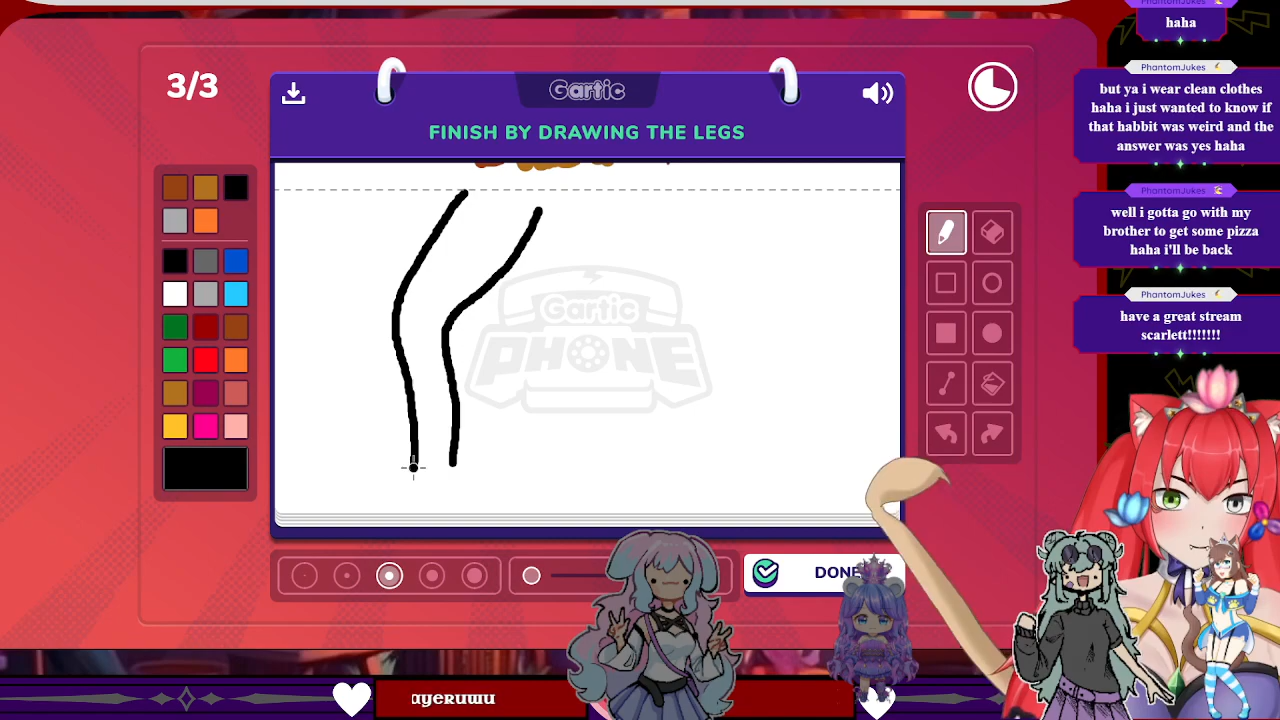 3/3
Gartic
FINISH BY DRAWING THE LEGS
Gartic
PHONE
DONE
PhantomJukes
haha
PhantomJukes
but ya i wear clean clothes
haha i just wanted to know if
that habbit was weird and the
answer was yes haha
PhantomJukes
well i gotta go with my
brother to get some pizza
haha i'll be back
PhantomJukes
have a great stream
scarlett!!!!!!!
ayeruwu